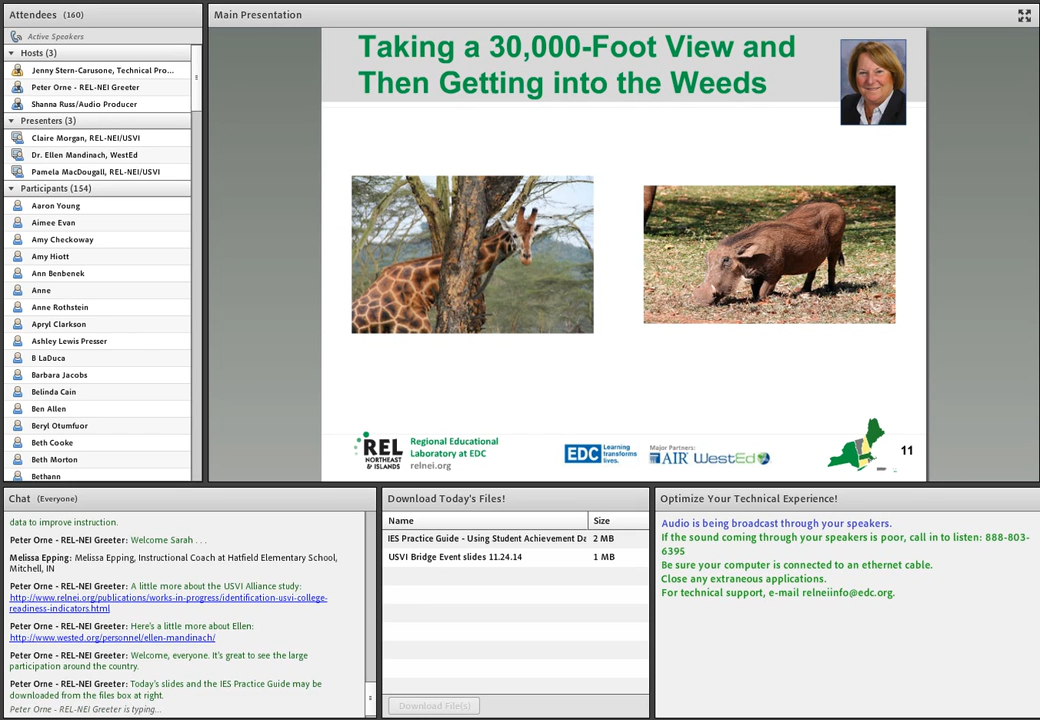 Attendees (160)
Active Speakers
Hosts (3)
Jenny Stern-Carusone, Technical Pro...
Peter Orne - REL-NEI Greeter
Shanna Russ/Audio Producer
Presenters (3)
Claire Morgan, REL-NEI/USVI
Dr. Ellen Mandinach, WestEd
Pamela MacDougall, REL-NEI/USVI
Participants (154)
Aaron Young
Aimee Evan
Amy Checkoway
Amy Hiott
Ann Benbenek
Anne
Anne Rothstein
Apryl Clarkson
Ashley Lewis Presser
B LaDuca
Barbara Jacobs
Belinda Cain
Ben Allen
Beryl Otumfuor
Beth Cooke
Beth Morton
Bethann
Main Presentation
Taking a 30,000-Foot View and
Then Getting into the Weeds
REL
NORTHEAST
& ISLANDS
Regional Educational
Laboratory at EDC
relnei.org
EDC
Learning
transforms
lives.
Major Partners:
AIR WestEd
11
Chat (Everyone)
data to improve instruction.
Peter Orne - REL-NEI Greeter: Welcome Sarah . . .
Melissa Epping: Melissa Epping, Instructional Coach at Hatfield Elementary School,
Mitchell, IN
Peter Orne - REL-NEI Greeter: A little more about the USVI Alliance study:
http://www.relnei.org/publications/works-in-progress/identification-usvi-college-
readiness-indicators.html
Peter Orne - REL-NEI Greeter: Here's a little more about Ellen:
http://www.wested.org/personnel/ellen-mandinach/
Peter Orne - REL-NEI Greeter: Welcome, everyone. It's great to see the large
participation around the country.
Peter Orne - REL-NEI Greeter: Today's slides and the IES Practice Guide may be
downloaded from the files box at right.
Peter Orne - REL-NEI Greeter is typing...
Download Today's Files!
Name Size
IES Practice Guide - Using Student Achievement Da 2 MB
USVI Bridge Event slides 11.24.14 1 MB
Download File(s)
Optimize Your Technical Experience!
Audio is being broadcast through your speakers.
If the sound coming through your speakers is poor, call in to listen: 888-803-
6395
Be sure your computer is connected to an ethernet cable.
Close any extraneous applications.
For technical support, e-mail relneiinfo@edc.org.